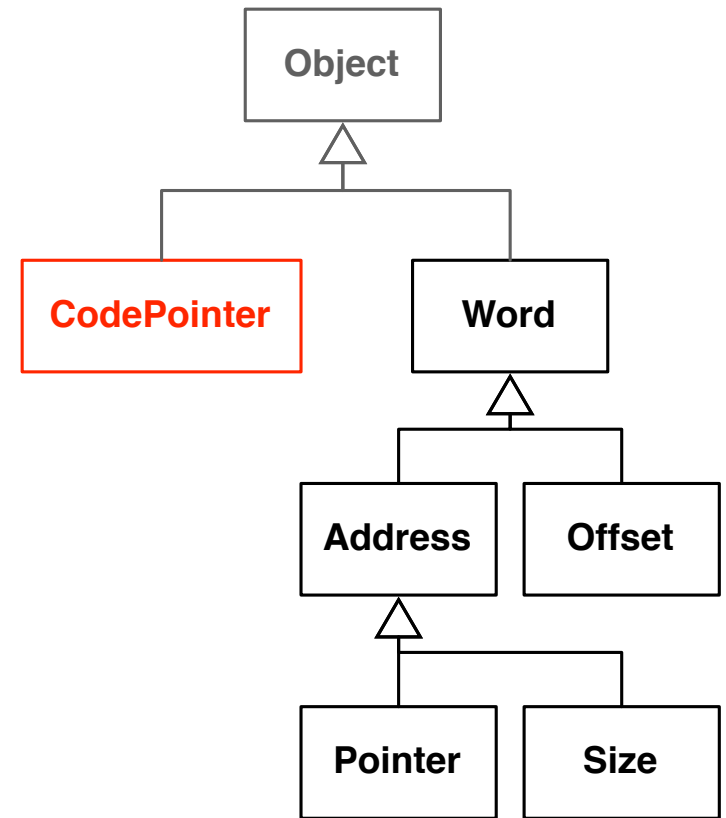 Object
CodePointer
Word
Address
Offset
Pointer
Size